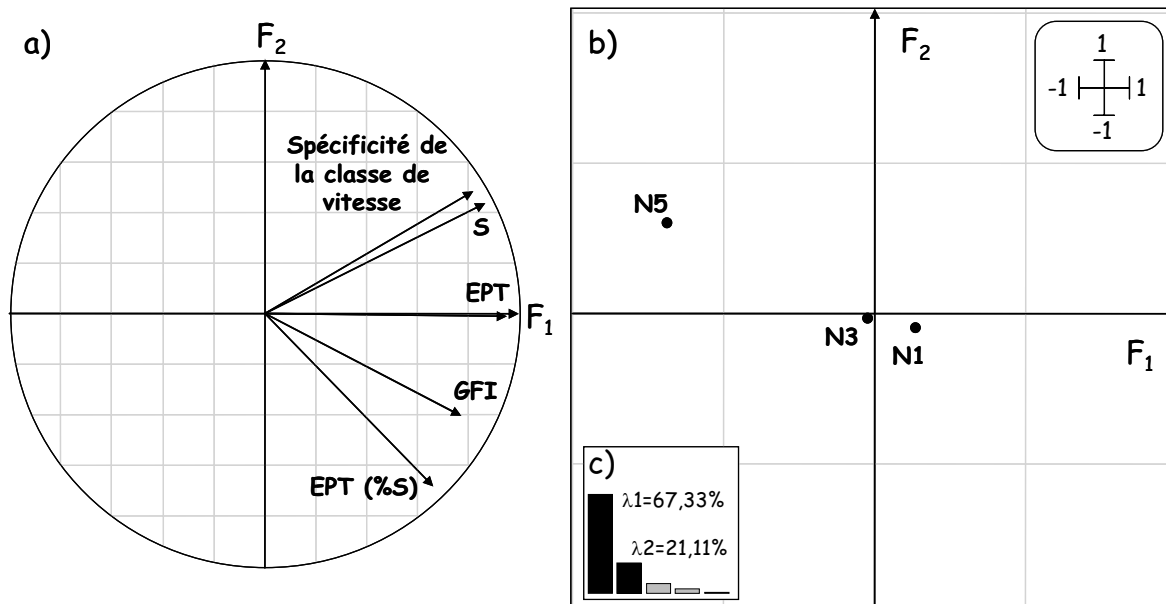 a)
F2
Spécificité de
la classe de
vitesse
S
EPT
F1
GFI
EPT (%S)
b)
F2
1
-1 1
-1
N5
N3
N1
F1
c)
λ1=67,33%
λ2=21,11%